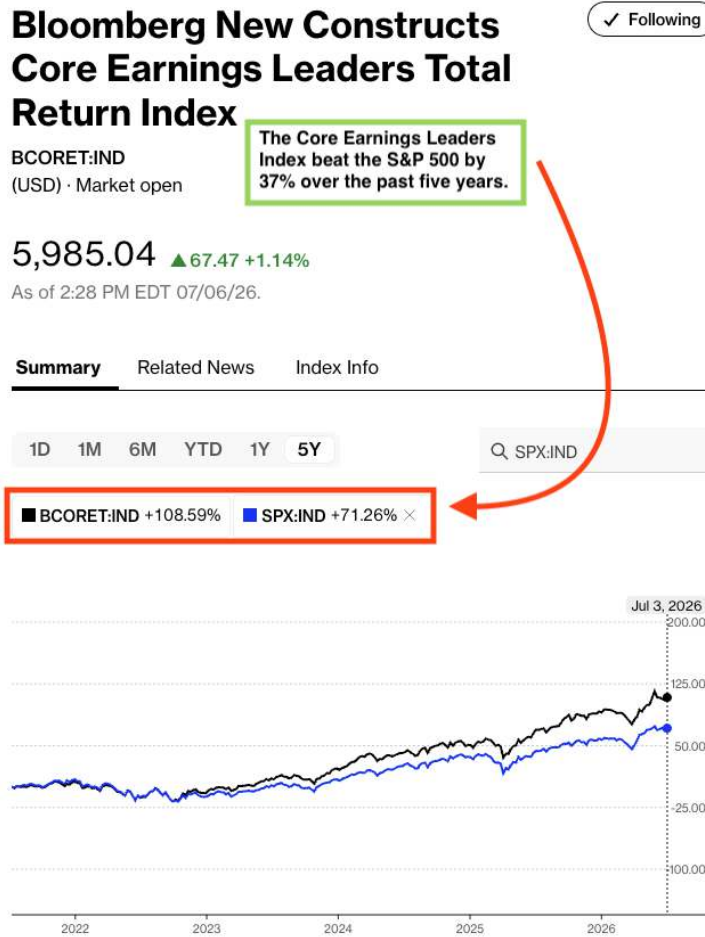 Bloomberg New Constructs
Core Earnings Leaders Total
Return Index
✓ Following
BCORET:IND
(USD) · Market open
The Core Earnings Leaders
Index beat the S&P 500 by
37% over the past five years.
5,985.04 ▲67.47 +1.14%
As of 2:28 PM EDT 07/06/26.
Summary Related News Index Info
1D 1M 6M YTD 1Y 5Y
SPX:IND
BCORET:IND +108.59% SPX:IND +71.26% ×
Jul 3, 2026
200.00
125.00
50.00
-25.00
-100.00
2022 2023 2024 2025 2026